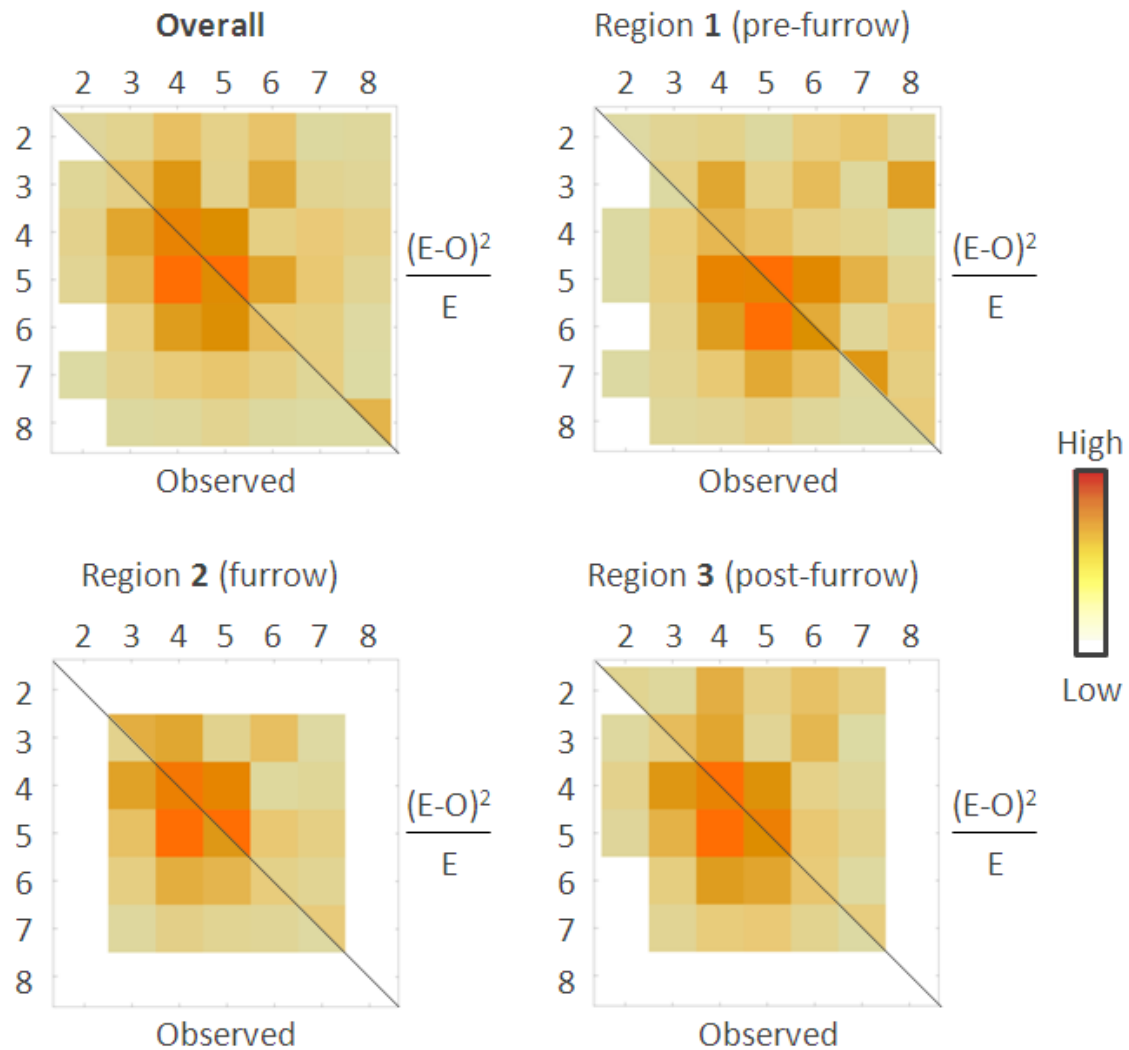 Overall
2 3 4 5 6 7 8
2
3
4
5
6
7
8
(E-O)²
E
Observed
Region 1 (pre-furrow)
2 3 4 5 6 7 8
2
3
4
5
6
7
8
(E-O)²
E
Observed
High
Low
Region 2 (furrow)
2 3 4 5 6 7 8
2
3
4
5
6
7
8
(E-O)²
E
Observed
Region 3 (post-furrow)
2 3 4 5 6 7 8
2
3
4
5
6
7
8
(E-O)²
E
Observed